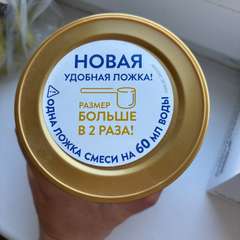 НОВАЯ
УДОБНАЯ ЛОЖКА!
РАЗМЕР
БОЛЬШЕ
В 2 РАЗА!
ОДНА ЛОЖКА СМЕСИ НА 60 МЛ ВОДЫ